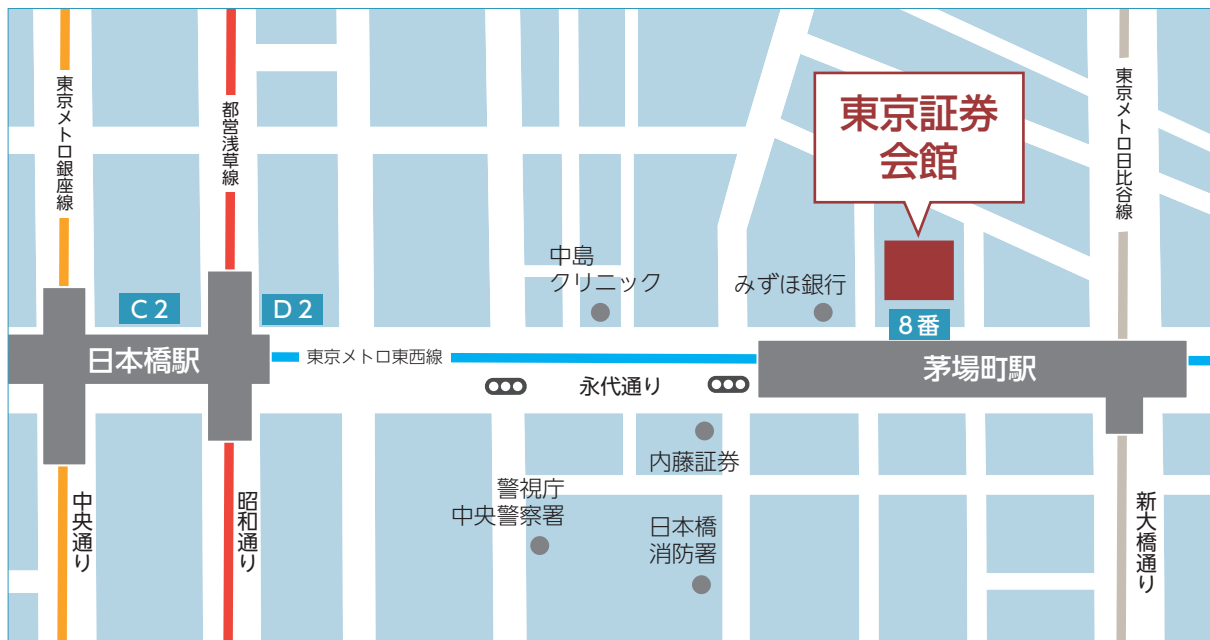 東京メトロ銀座線
都営浅草線
東京証券
会館
東京メトロ日比谷線
中島
クリニック
みずほ銀行
C2
D2
8番
日本橋駅
東京メトロ東西線
永代通り
茅場町駅
内藤証券
警視庁
中央警察署
日本橋
消防署
中央通り
昭和通り
新大橋通り